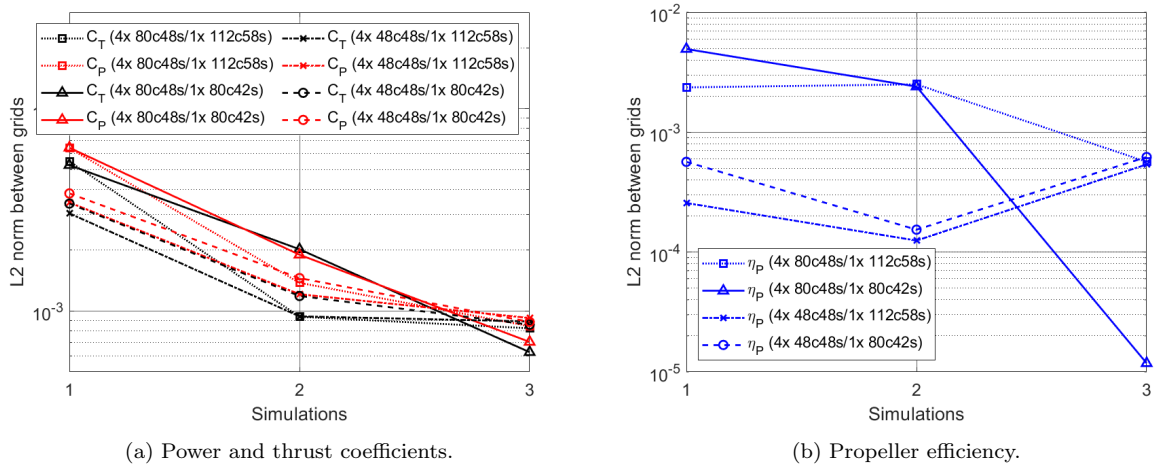 C_T (4x 80c48s/1x 112c58s)
C_P (4x 80c48s/1x 112c58s)
C_T (4x 80c48s/1x 80c42s)
C_P (4x 80c48s/1x 80c42s)
C_T (4x 48c48s/1x 112c58s)
C_P (4x 48c48s/1x 112c58s)
C_T (4x 48c48s/1x 80c42s)
C_P (4x 48c48s/1x 80c42s)
L2 norm between grids
10^-3
1 2 3
Simulations
(a) Power and thrust coefficients.
L2 norm between grids
10^-2
10^-3
10^-4
10^-5
η_P (4x 80c48s/1x 112c58s)
η_P (4x 80c48s/1x 80c42s)
η_P (4x 48c48s/1x 112c58s)
η_P (4x 48c48s/1x 80c42s)
1 2 3
Simulations
(b) Propeller efficiency.